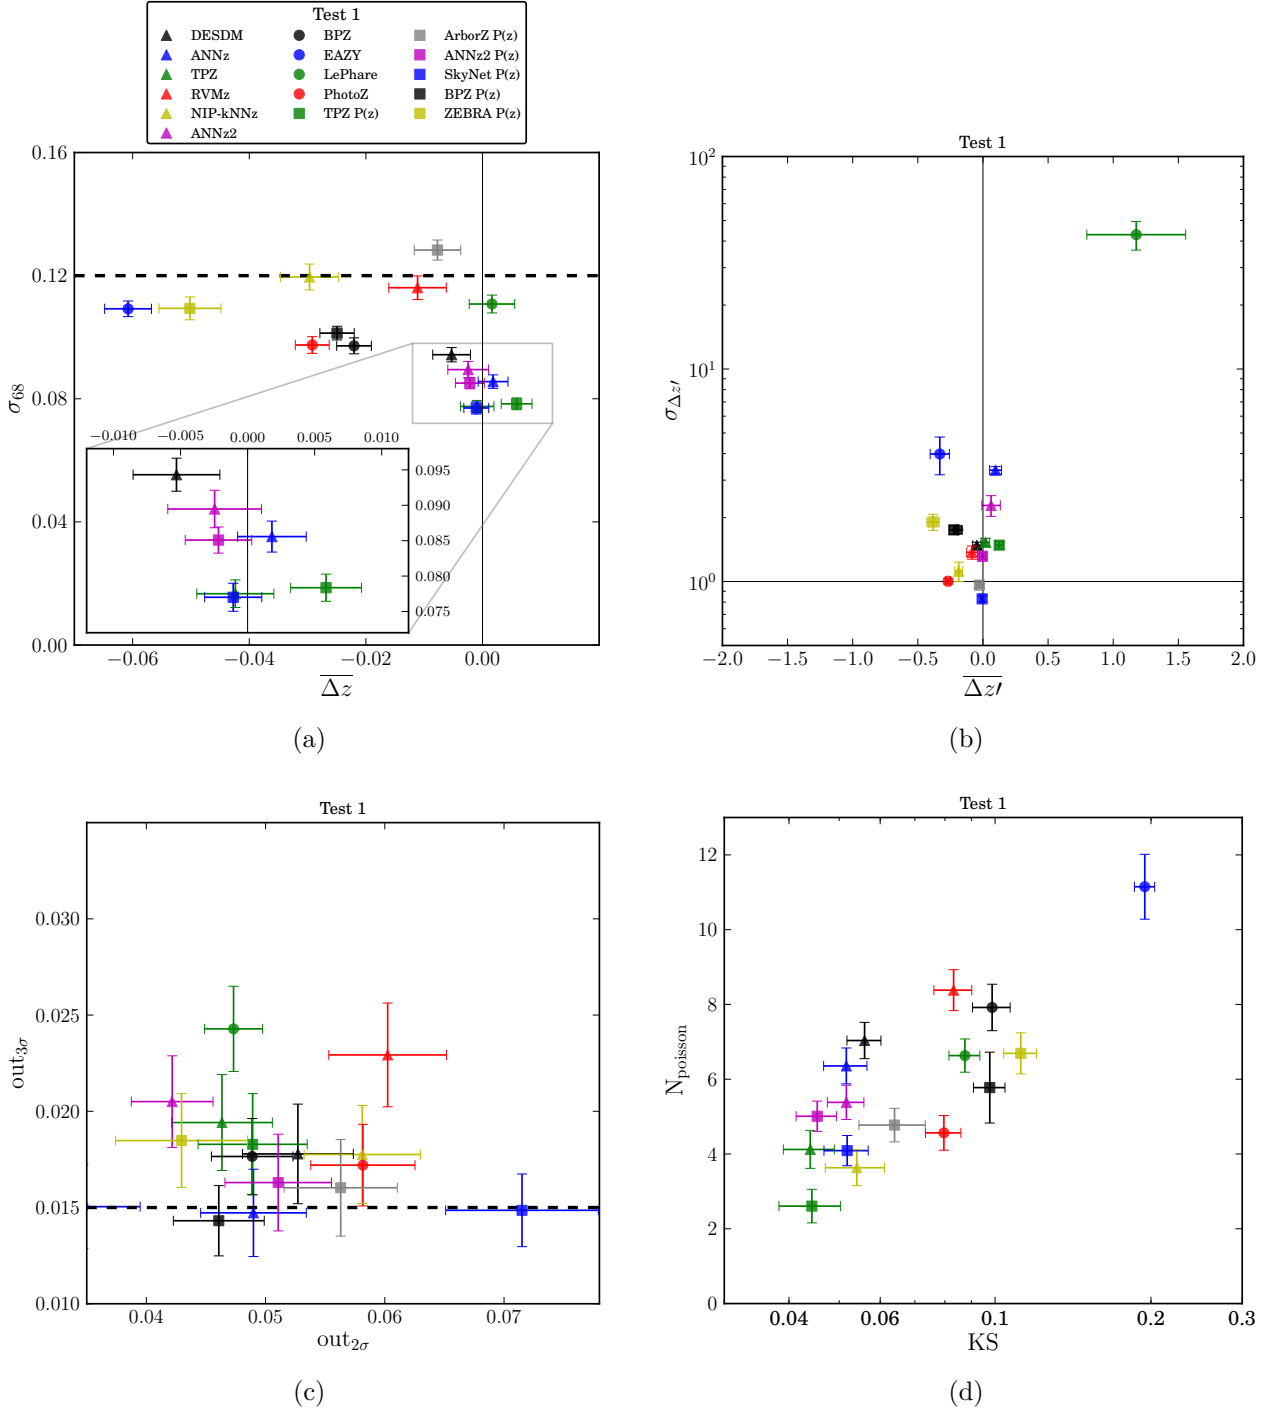 Test 1
DESDM BPZ ArborZ P(z)
ANNz EAZY ANNz2 P(z)
TPZ LePhare SkyNet P(z)
RVMz PhotoZ BPZ P(z)
NIP-kNNz TPZ P(z) ZEBRA P(z)
ANNz2
0.16
0.12
0.08
0.04
0.00
σ68
−0.010 −0.005 0.000 0.005 0.010
0.095
0.090
0.085
0.080
0.075
−0.06 −0.04 −0.02 0.00
Δz
(a)
Test 1
10²
10¹
10⁰
σΔz′
−2.0 −1.5 −1.0 −0.5 0.0 0.5 1.0 1.5 2.0
Δz′
(b)
Test 1
0.030
0.025
0.020
0.015
0.010
out3σ
0.04 0.05 0.06 0.07
out2σ
(c)
Test 1
12
10
8
6
4
2
0
Npoisson
0.04 0.06 0.1 0.2 0.3
KS
(d)